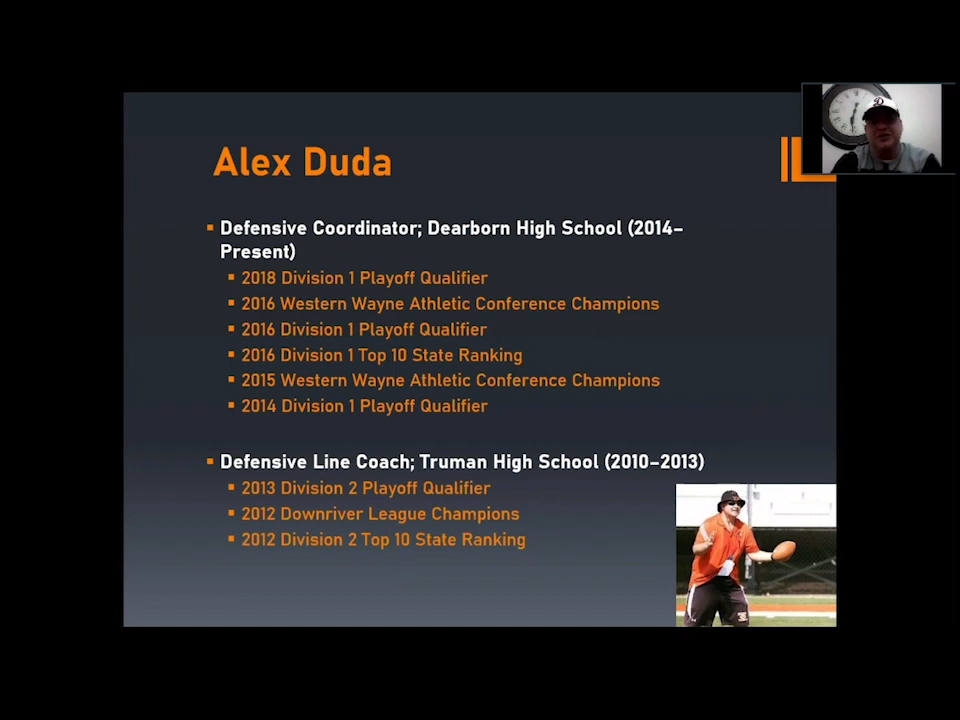 Alex Duda
Defensive Coordinator; Dearborn High School (2014–
Present)
2018 Division 1 Playoff Qualifier
2016 Western Wayne Athletic Conference Champions
2016 Division 1 Playoff Qualifier
2016 Division 1 Top 10 State Ranking
2015 Western Wayne Athletic Conference Champions
2014 Division 1 Playoff Qualifier
Defensive Line Coach; Truman High School (2010–2013)
2013 Division 2 Playoff Qualifier
2012 Downriver League Champions
2012 Division 2 Top 10 State Ranking
D